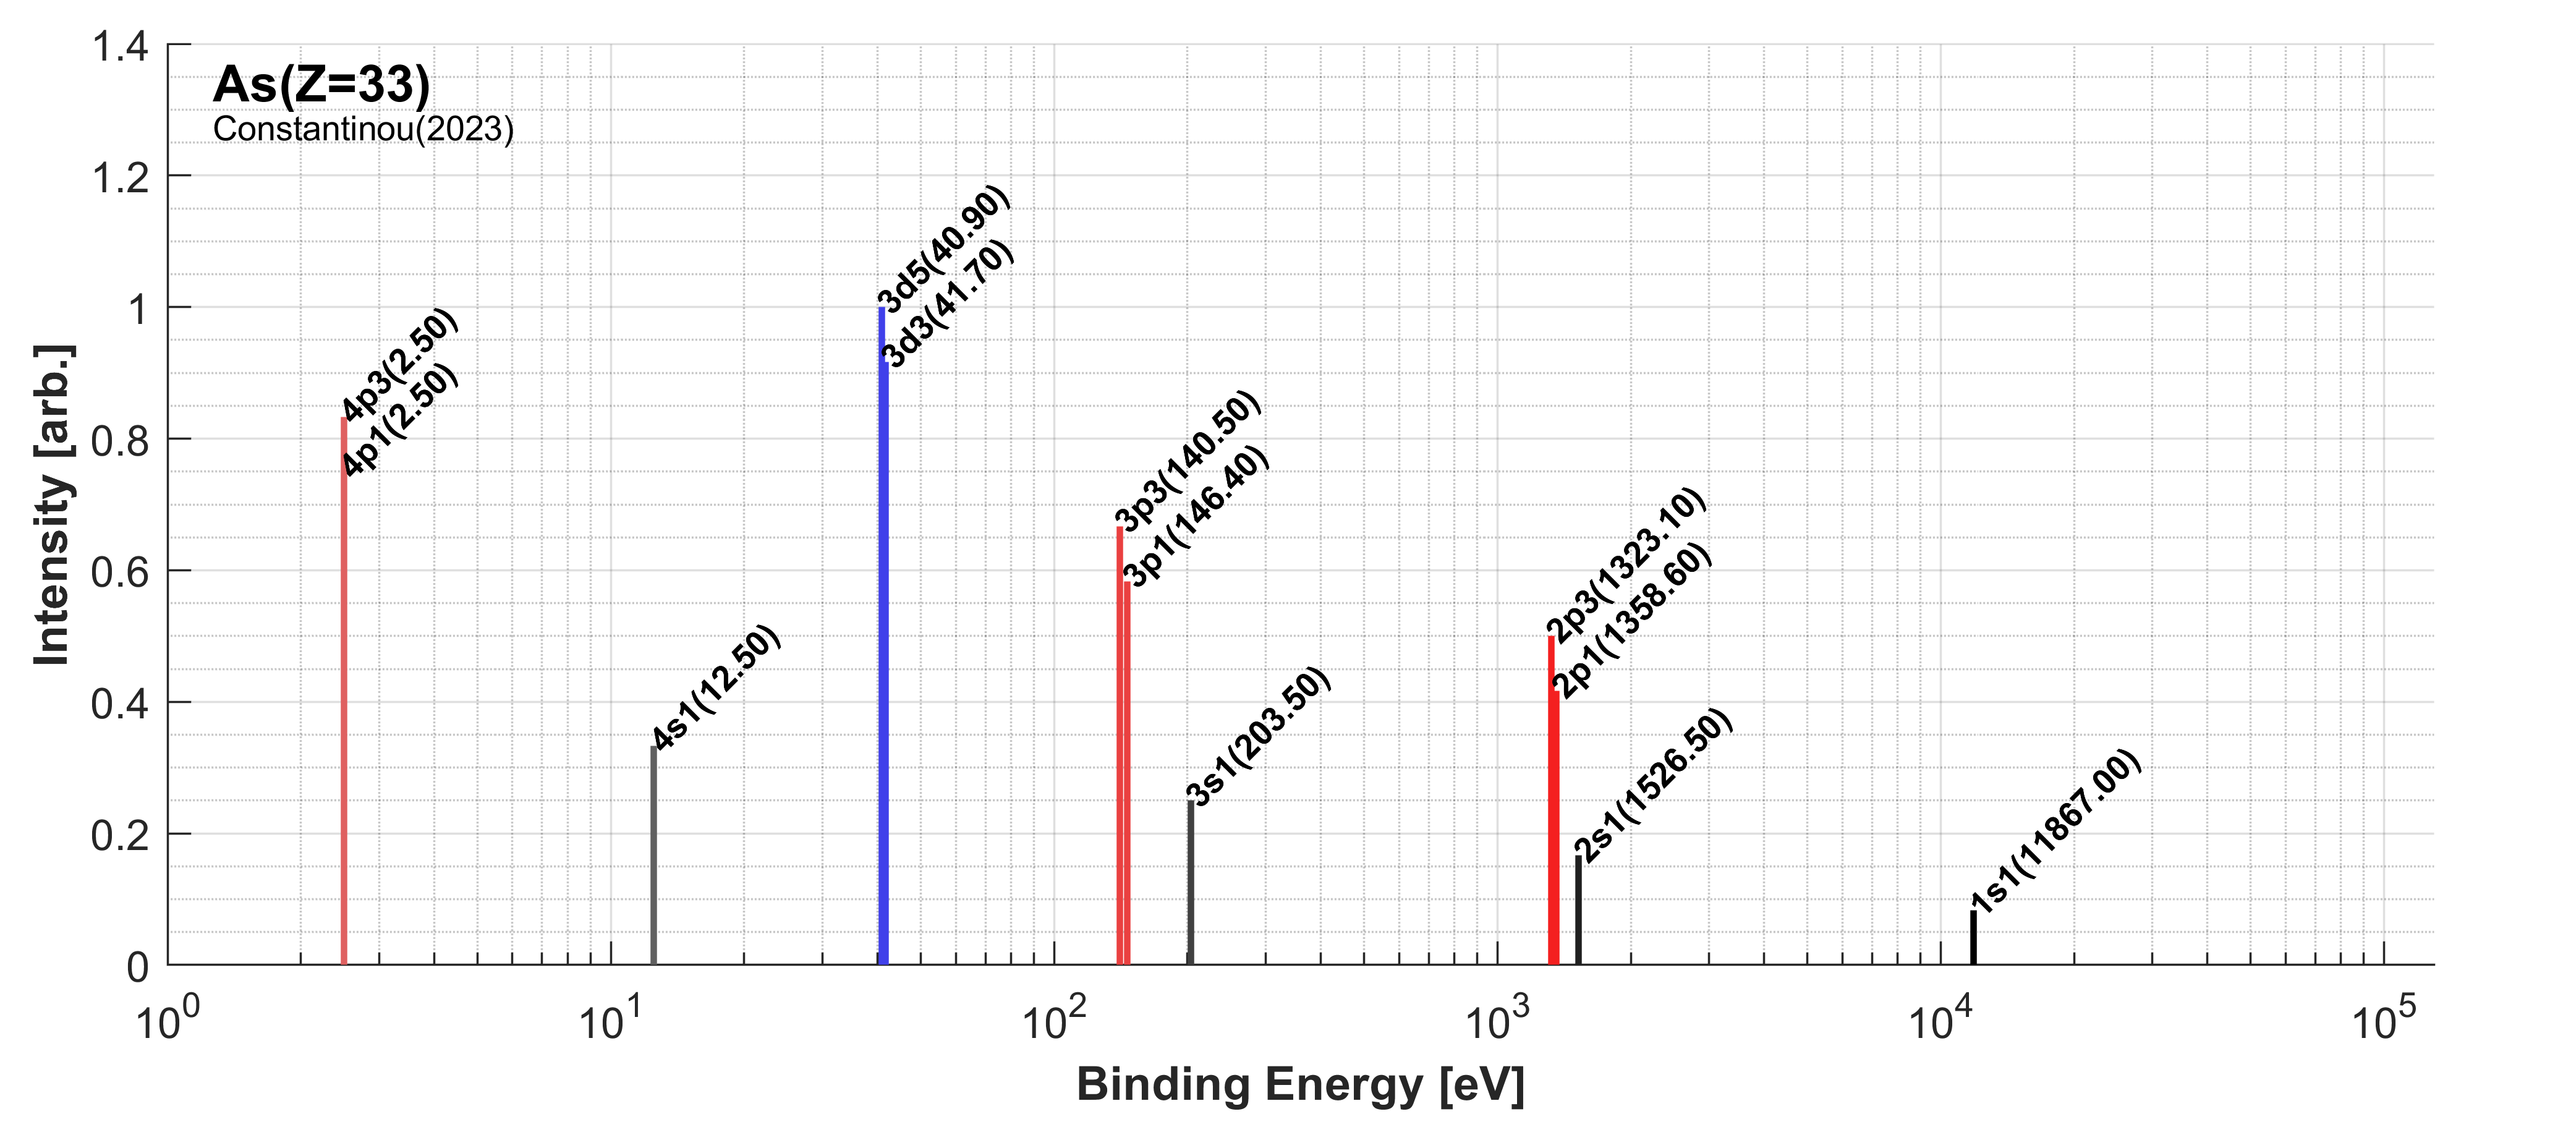 1.4
1.2
1
0.8
0.6
0.4
0.2
0
Intensity [arb.]
As(Z=33)
Constantinou(2023)
4p3(2.50)
4p1(2.50)
4s1(12.50)
3d5(40.90)
3d3(41.70)
3p3(140.50)
3p1(146.40)
3s1(203.50)
2p3(1323.10)
2p1(1358.60)
2s1(1526.50)
1s1(11867.00)
10^0 10^1 10^2 10^3 10^4 10^5
Binding Energy [eV]